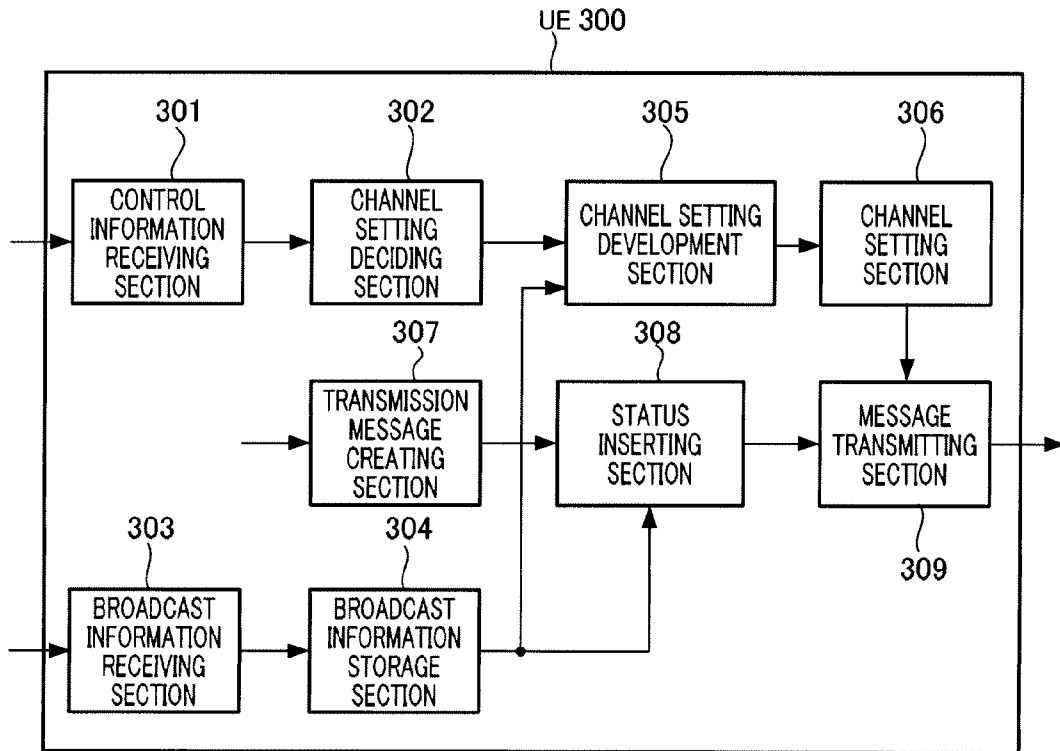 UE 300
301
302
305
306
CONTROL
INFORMATION
RECEIVING
SECTION
CHANNEL
SETTING
DECIDING
SECTION
CHANNEL SETTING
DEVELOPMENT
SECTION
CHANNEL
SETTING
SECTION
307
308
TRANSMISSION
MESSAGE
CREATING
SECTION
STATUS
INSERTING
SECTION
MESSAGE
TRANSMITTING
SECTION
309
303
304
BROADCAST
INFORMATION
RECEIVING
SECTION
BROADCAST
INFORMATION
STORAGE
SECTION